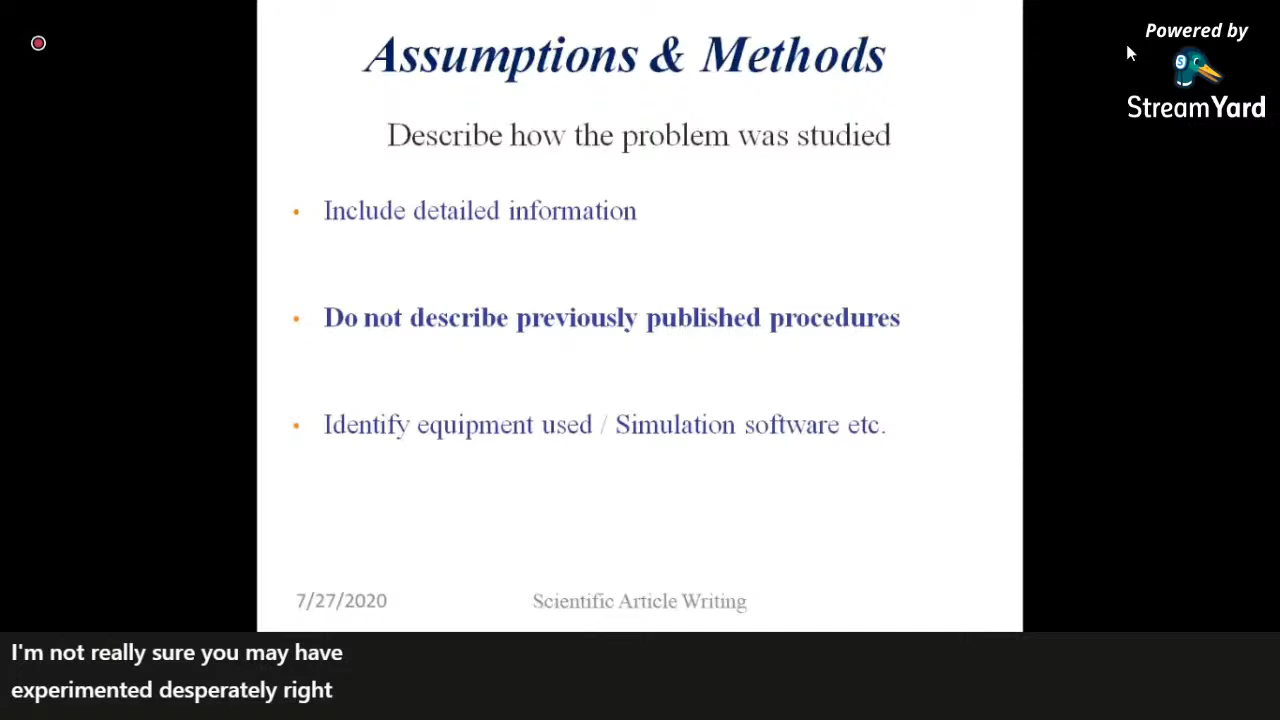 Powered by
StreamYard
Assumptions & Methods
Describe how the problem was studied
• Include detailed information
• Do not describe previously published procedures
• Identify equipment used / Simulation software etc.
7/27/2020
Scientific Article Writing
I'm not really sure you may have
experimented desperately right